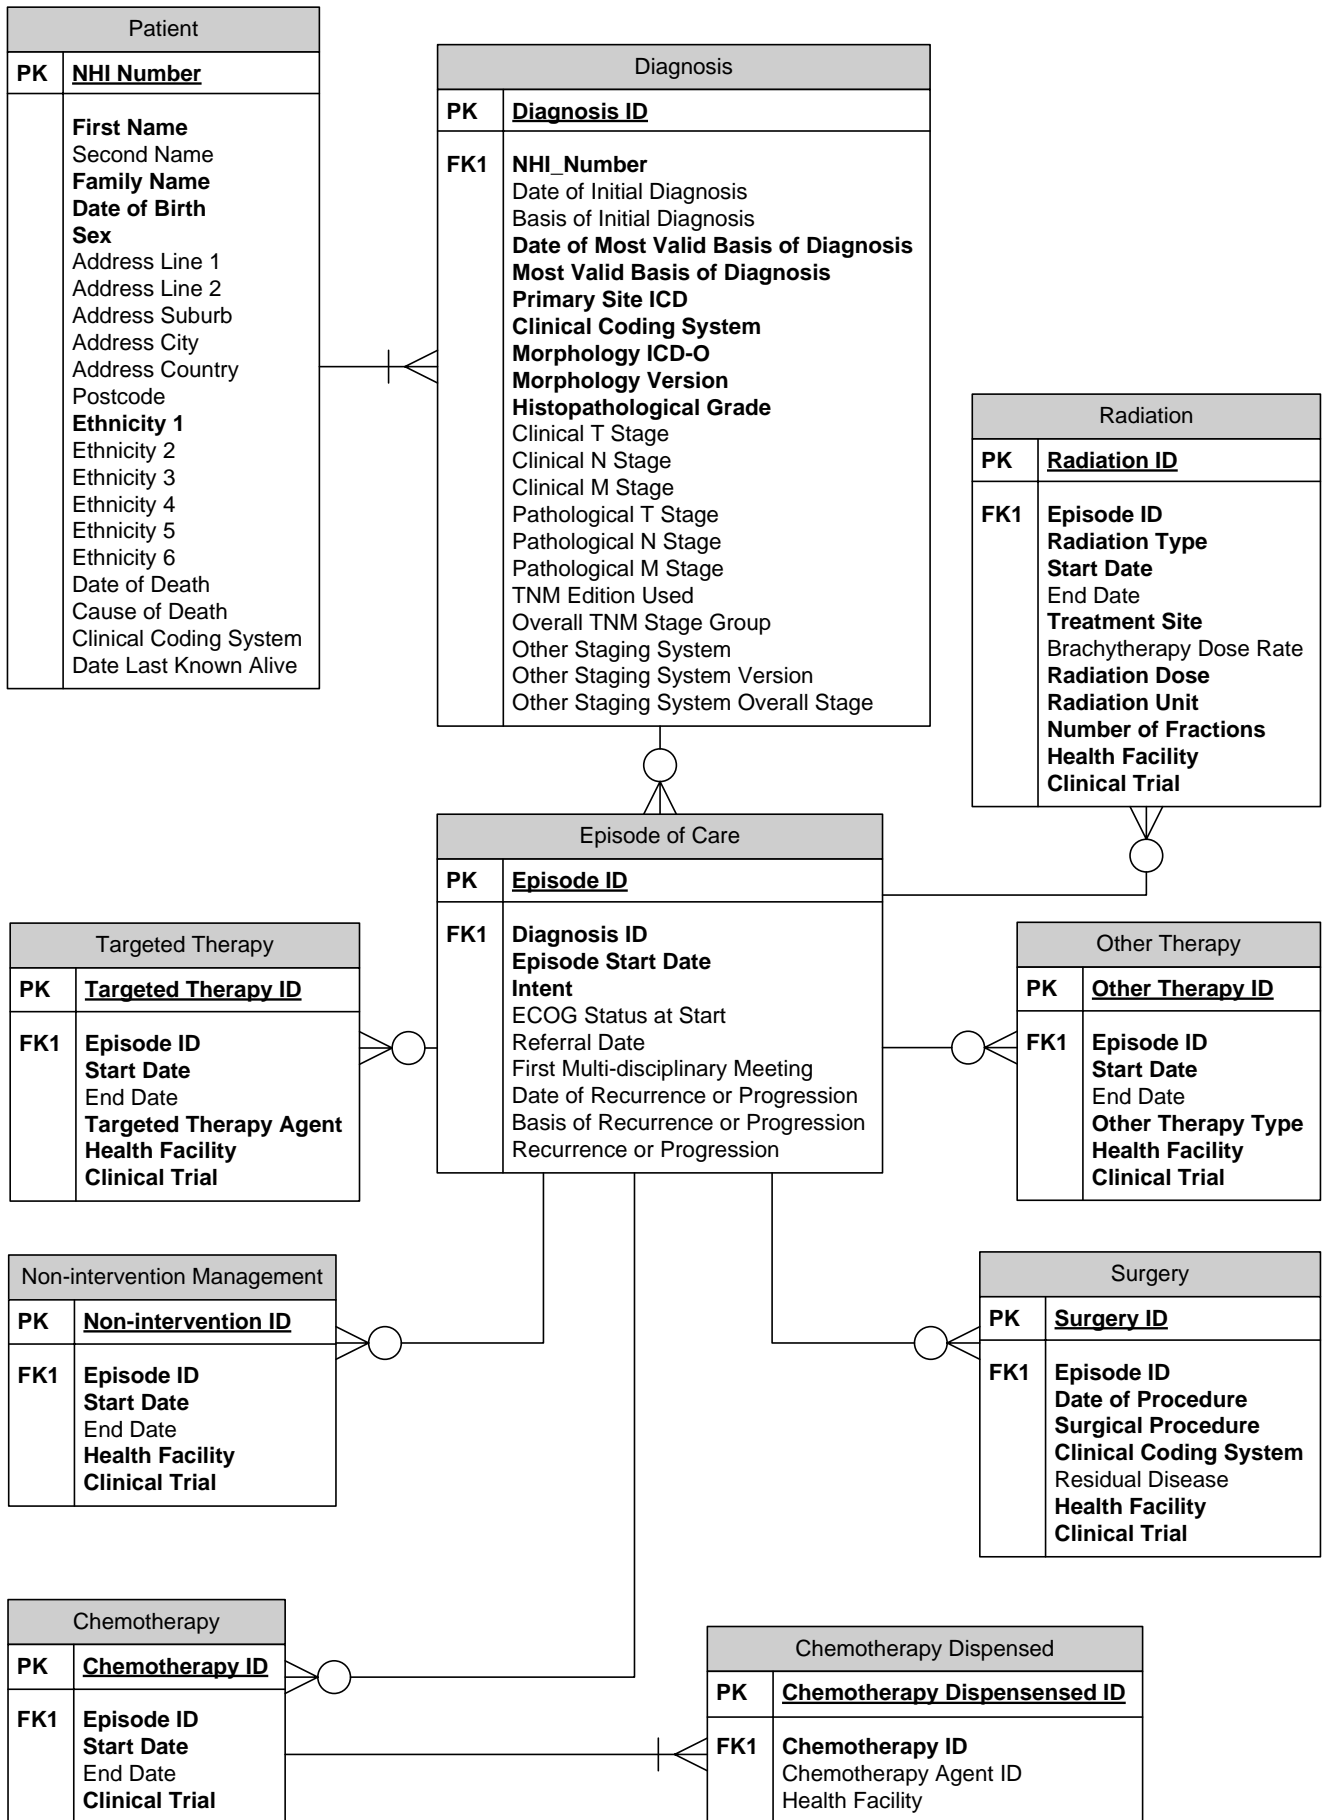 Patient
PK NHI Number
First Name
Second Name
Family Name
Date of Birth
Sex
Address Line 1
Address Line 2
Address Suburb
Address City
Address Country
Postcode
Ethnicity 1
Ethnicity 2
Ethnicity 3
Ethnicity 4
Ethnicity 5
Ethnicity 6
Date of Death
Cause of Death
Clinical Coding System
Date Last Known Alive
Diagnosis
PK Diagnosis ID
FK1 NHI_Number
Date of Initial Diagnosis
Basis of Initial Diagnosis
Date of Most Valid Basis of Diagnosis
Most Valid Basis of Diagnosis
Primary Site ICD
Clinical Coding System
Morphology ICD-O
Morphology Version
Histopathological Grade
Clinical T Stage
Clinical N Stage
Clinical M Stage
Pathological T Stage
Pathological N Stage
Pathological M Stage
TNM Edition Used
Overall TNM Stage Group
Other Staging System
Other Staging System Version
Other Staging System Overall Stage
Radiation
PK Radiation ID
FK1 Episode ID
Radiation Type
Start Date
End Date
Treatment Site
Brachytherapy Dose Rate
Radiation Dose
Radiation Unit
Number of Fractions
Health Facility
Clinical Trial
Episode of Care
PK Episode ID
FK1 Diagnosis ID
Episode Start Date
Intent
ECOG Status at Start
Referral Date
First Multi-disciplinary Meeting
Date of Recurrence or Progression
Basis of Recurrence or Progression
Recurrence or Progression
Targeted Therapy
PK Targeted Therapy ID
FK1 Episode ID
Start Date
End Date
Targeted Therapy Agent
Health Facility
Clinical Trial
Other Therapy
PK Other Therapy ID
FK1 Episode ID
Start Date
End Date
Other Therapy Type
Health Facility
Clinical Trial
Non-intervention Management
PK Non-intervention ID
FK1 Episode ID
Start Date
End Date
Health Facility
Clinical Trial
Surgery
PK Surgery ID
FK1 Episode ID
Date of Procedure
Surgical Procedure
Clinical Coding System
Residual Disease
Health Facility
Clinical Trial
Chemotherapy
PK Chemotherapy ID
FK1 Episode ID
Start Date
End Date
Clinical Trial
Chemotherapy Dispensed
PK Chemotherapy Dispensensed ID
FK1 Chemotherapy ID
Chemotherapy Agent ID
Health Facility